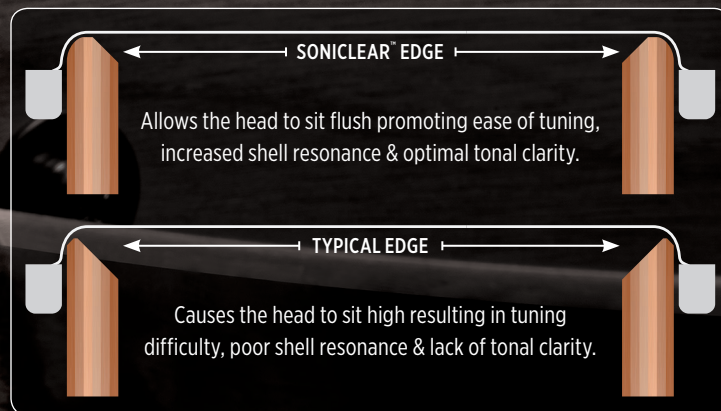 SONICLEAR™ EDGE
Allows the head to sit flush promoting ease of tuning,
increased shell resonance & optimal tonal clarity.
TYPICAL EDGE
Causes the head to sit high resulting in tuning
difficulty, poor shell resonance & lack of tonal clarity.